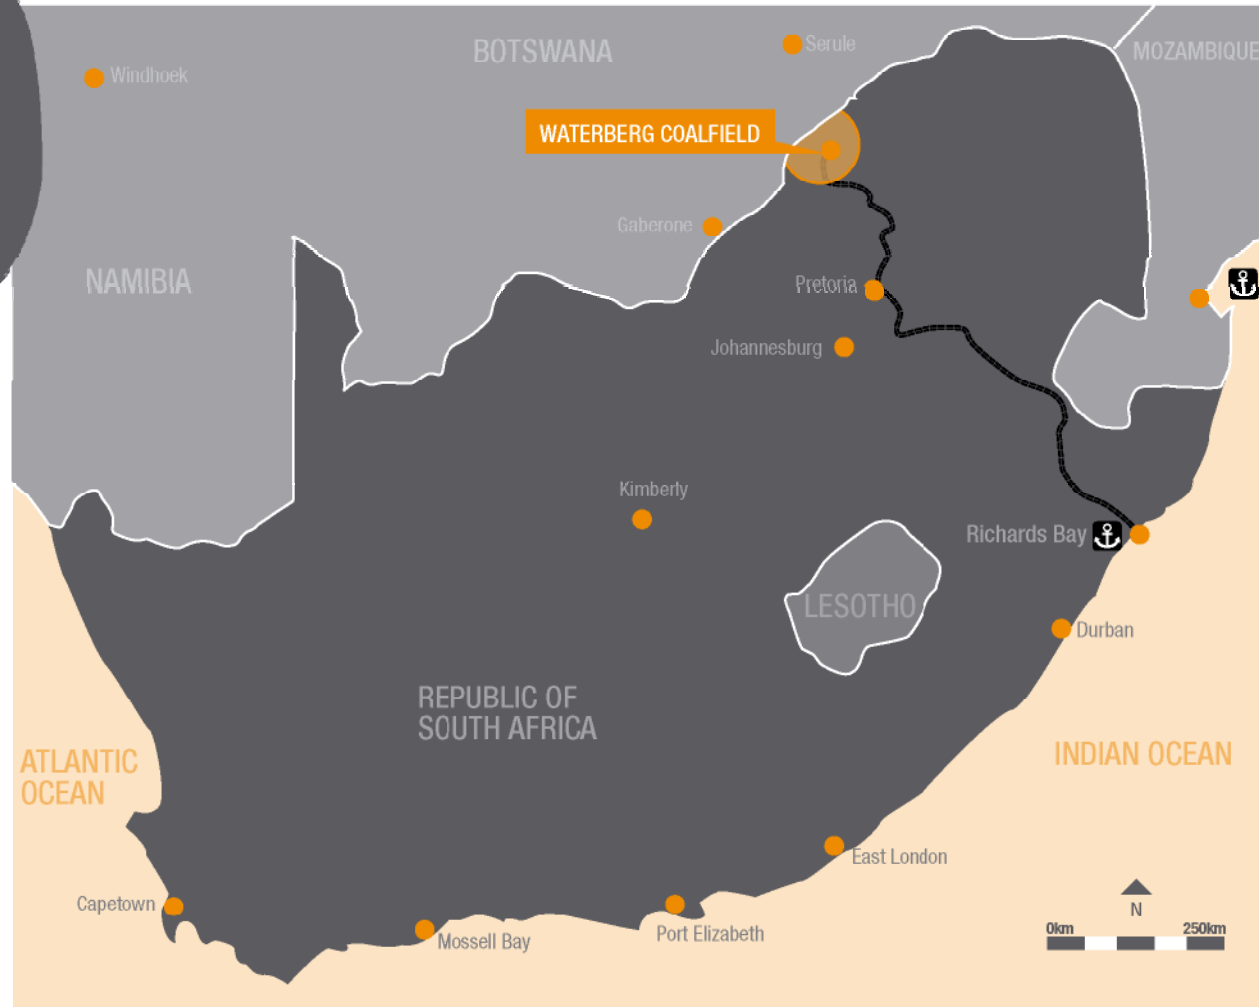 BOTSWANA
Serule
MOZAMBIQUE
Windhoek
WATERBERG COALFIELD
Gaberone
NAMIBIA
Pretoria
Johannesburg
Kimberly
Richards Bay
LESOTHO
Durban
REPUBLIC OF
SOUTH AFRICA
ATLANTIC
OCEAN
INDIAN OCEAN
East London
Capetown
Mossell Bay
Port Elizabeth
N
0km
250km